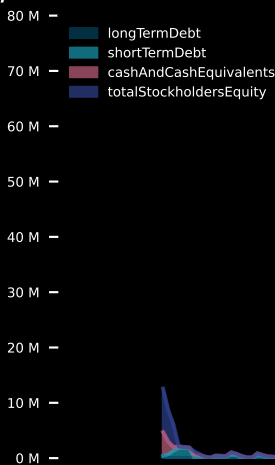 80 M
longTermDebt
shortTermDebt
70 M
cashAndCashEquivalents
totalStockholdersEquity
60 M
50 M
40 M
30 M
20 M
10 M
0 M